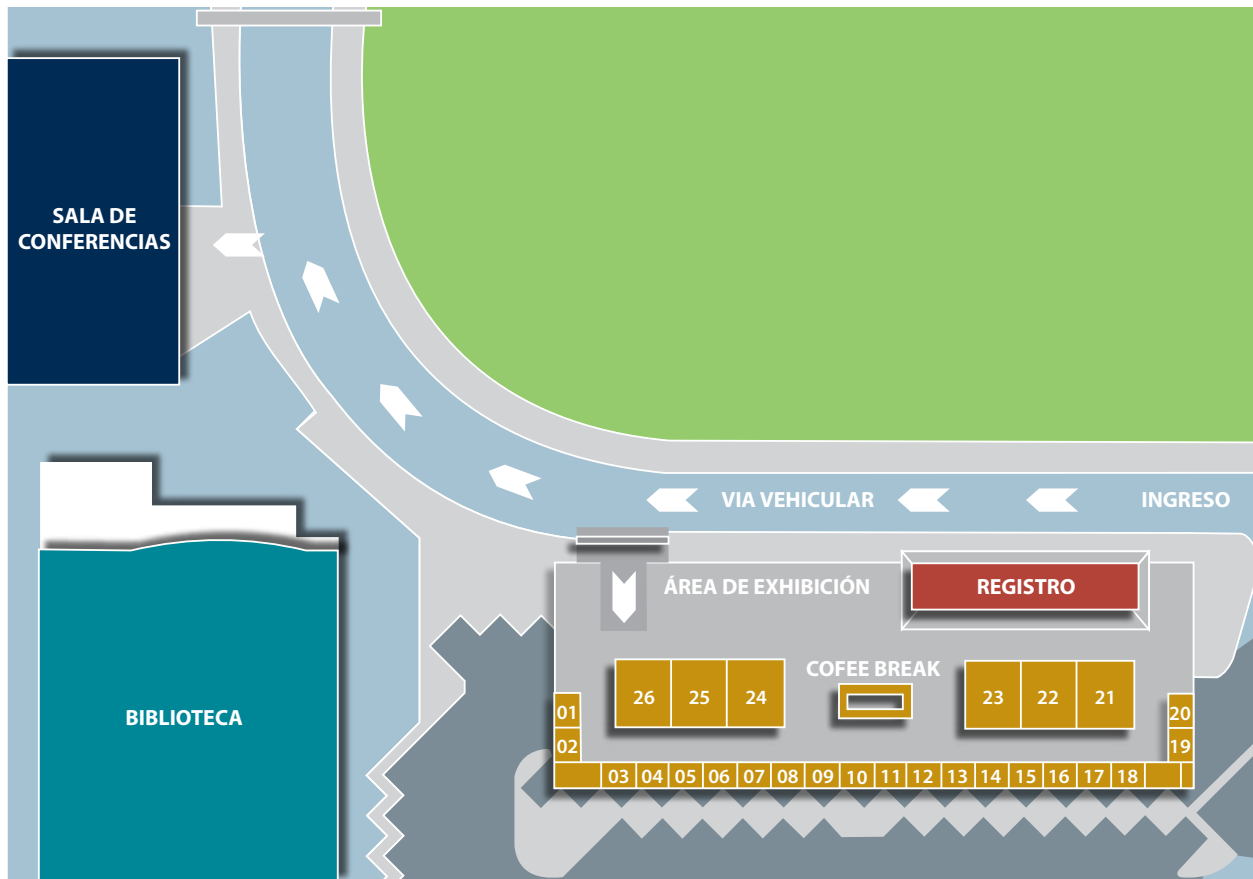 SALA DE
CONFERENCIAS
VIA VEHICULAR
INGRESO
ÁREA DE EXHIBICIÓN
REGISTRO
COFEE BREAK
26 25 24
23 22 21
01
02
20
19
BIBLIOTECA
03 04 05 06 07 08 09 10 11 12 13 14 15 16 17 18